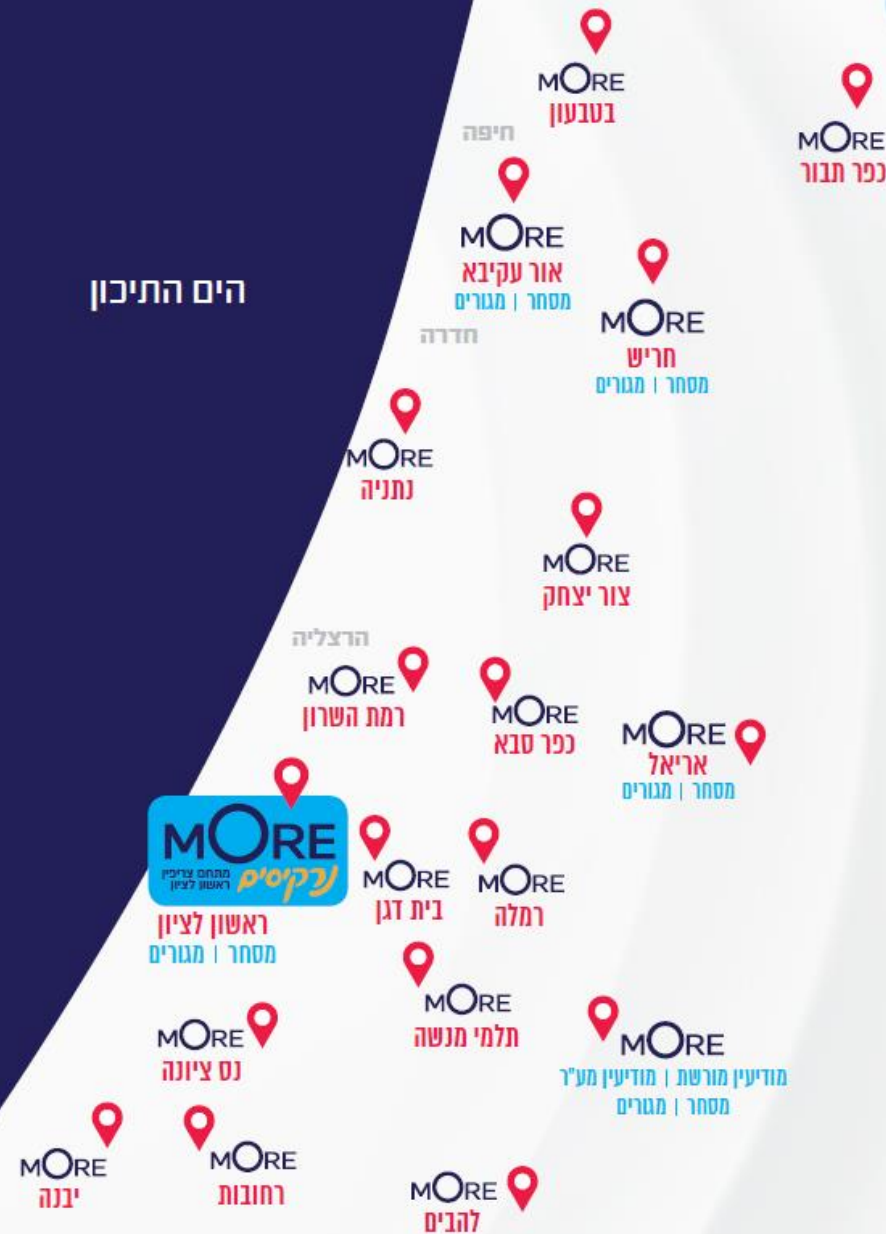 MORE
בטבעון
MORE
כפר תבור
חיפה
MORE
אור עקיבא
מסחר | מגורים
הים התיכון
MORE
חריש
מסחר | מגורים
חדרה
MORE
נתניה
MORE
צור יצחק
הרצליה
MORE
רמת השרון
MORE
כפר סבא
MORE
אריאל
מסחר | מגורים
MORE
נרקיסים
מתחם צריפין
ראשון לציון
ראשון לציון
מסחר | מגורים
MORE
בית דגן
MORE
רמלה
MORE
תלמי מנשה
MORE
נס ציונה
MORE
מודיעין מורשת | מודיעין מע"ר
מסחר | מגורים
MORE
יבנה
MORE
רחובות
MORE
להבים